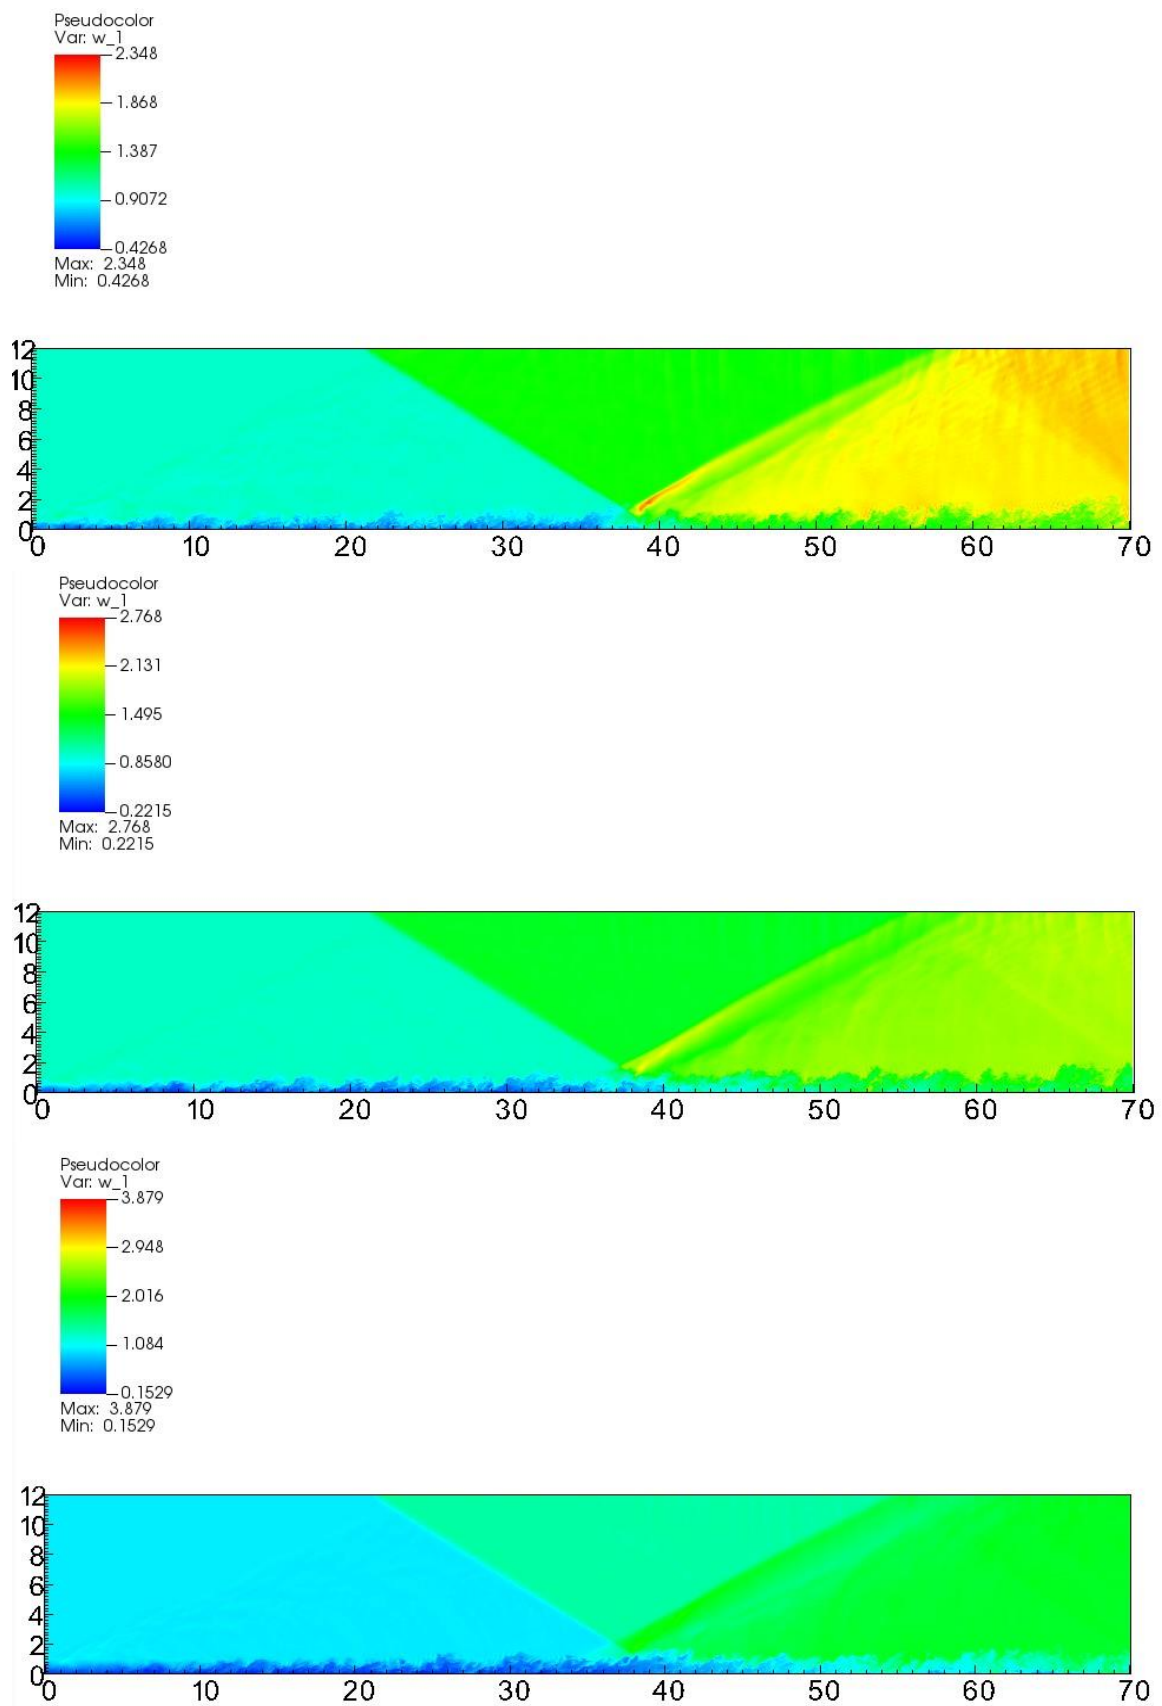 Pseudocolor
Var: w_1
2.348
1.868
1.387
0.9072
0.4268
Max: 2.348
Min: 0.4268
12
10
8
6
4
2
0
0 10 20 30 40 50 60 70
Pseudocolor
Var: w_1
2.768
2.131
1.495
0.8580
0.2215
Max: 2.768
Min: 0.2215
12
10
8
6
4
2
0
0 10 20 30 40 50 60 70
Pseudocolor
Var: w_1
3.879
2.948
2.016
1.084
0.1529
Max: 3.879
Min: 0.1529
12
10
8
6
4
2
0
0 10 20 30 40 50 60 70